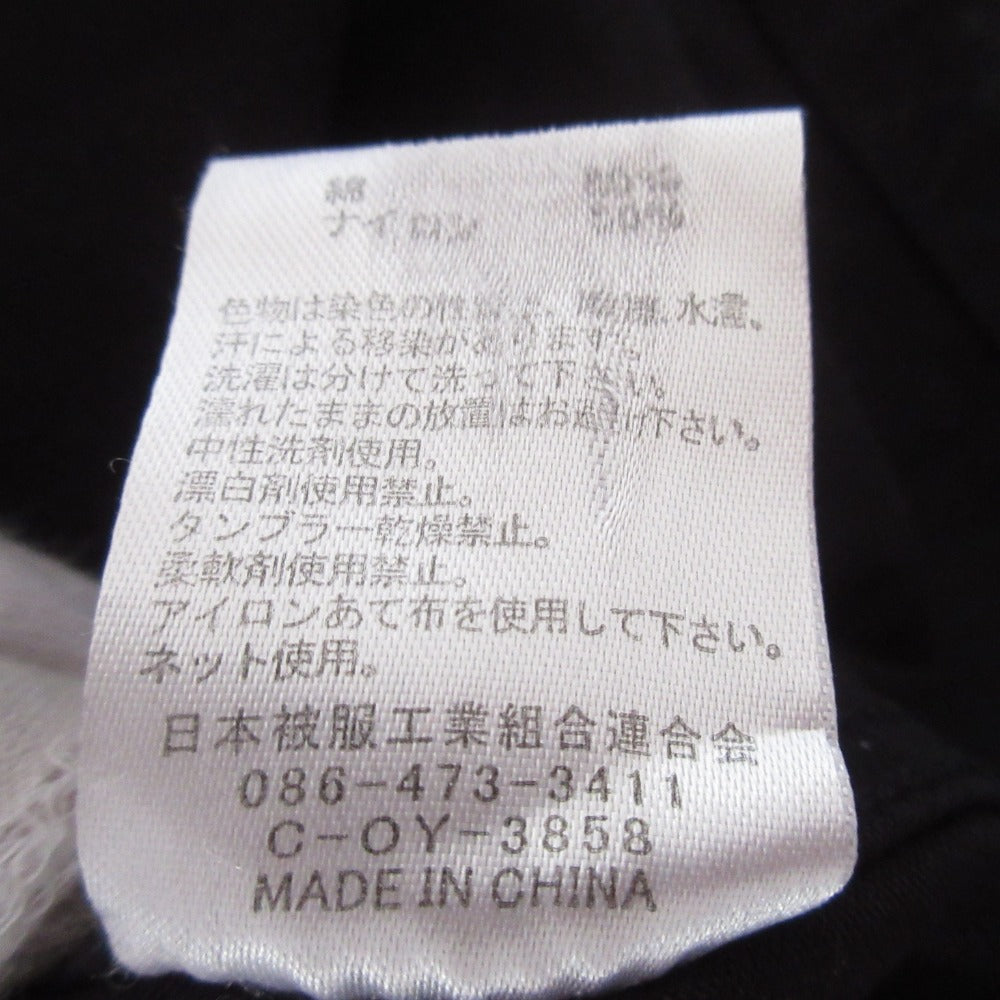 綿
ナイロン
色物は染色の性質上、摩擦、水濡、
汗による移染があります。
洗濯は分けて洗って下さい。
濡れたままの放置はお避け下さい。
中性洗剤使用。
漂白剤使用禁止。
タンブラー乾燥禁止。
柔軟剤使用禁止。
アイロンあて布を使用して下さい。
ネット使用。
日本被服工業組合連合会
086-473-3411
C-OY-3858
MADE IN CHINA